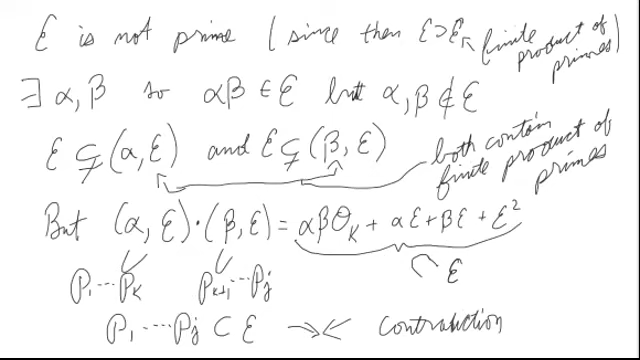 ℰ is not prime (since then ℰ ⊃ ℰ ← finite product of primes)
∃ α, β so αβ ∈ ℰ but α, β ∉ ℰ
ℰ ⊊ (α, ℰ) and ℰ ⊊ (β, ℰ)
both contain finite product of primes
But (α, ℰ)·(β, ℰ) = αβO_K + αℰ + βℰ + ℰ²
⊂ ℰ
P₁ ⋯ P_k P_{k+1} ⋯ P_j
P₁ ⋯ P_j ⊂ ℰ →← contradiction